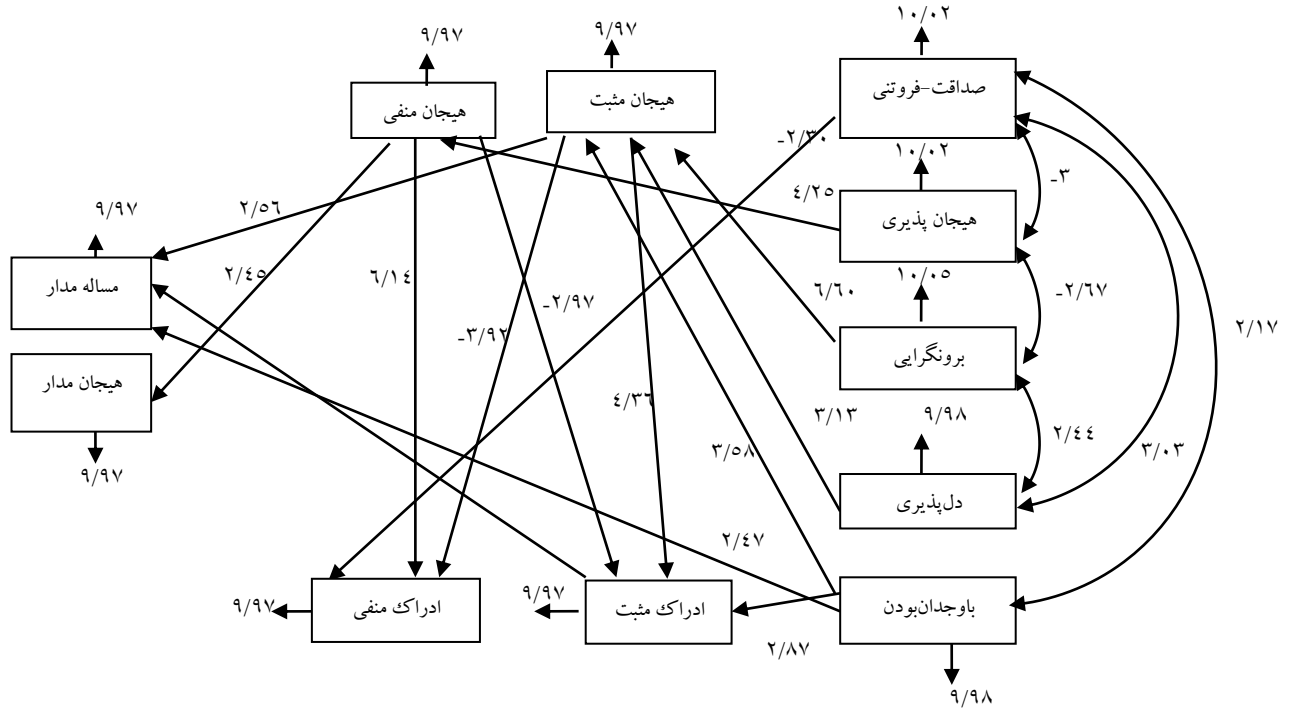 ۱۰/۰۲
۹/۹۷
۹/۹۷
صداقت-فروتنی
هیجان مثبت
هیجان منفی
-۲/۳۰
۱۰/۰۲
-۳
۴/۲۵
هیجان پذیری
۲/۵۶
۹/۹۷
۱۰/۰۵
۲/۴۵
۶/۱۴
-۲/۹۷
۶/۶۰
-۲/۶۷
مساله مدار
۲/۱۷
-۳/۹۲
برونگرایی
هیجان مدار
۴/۳۶
۳/۱۳
۹/۹۸
۲/۴۴
۳/۰۳
۳/۵۸
۹/۹۷
دل‌پذیری
۲/۴۷
۹/۹۷
۹/۹۷
ادراک منفی
ادراک مثبت
باوجدان‌بودن
۲/۸۷
۹/۹۸